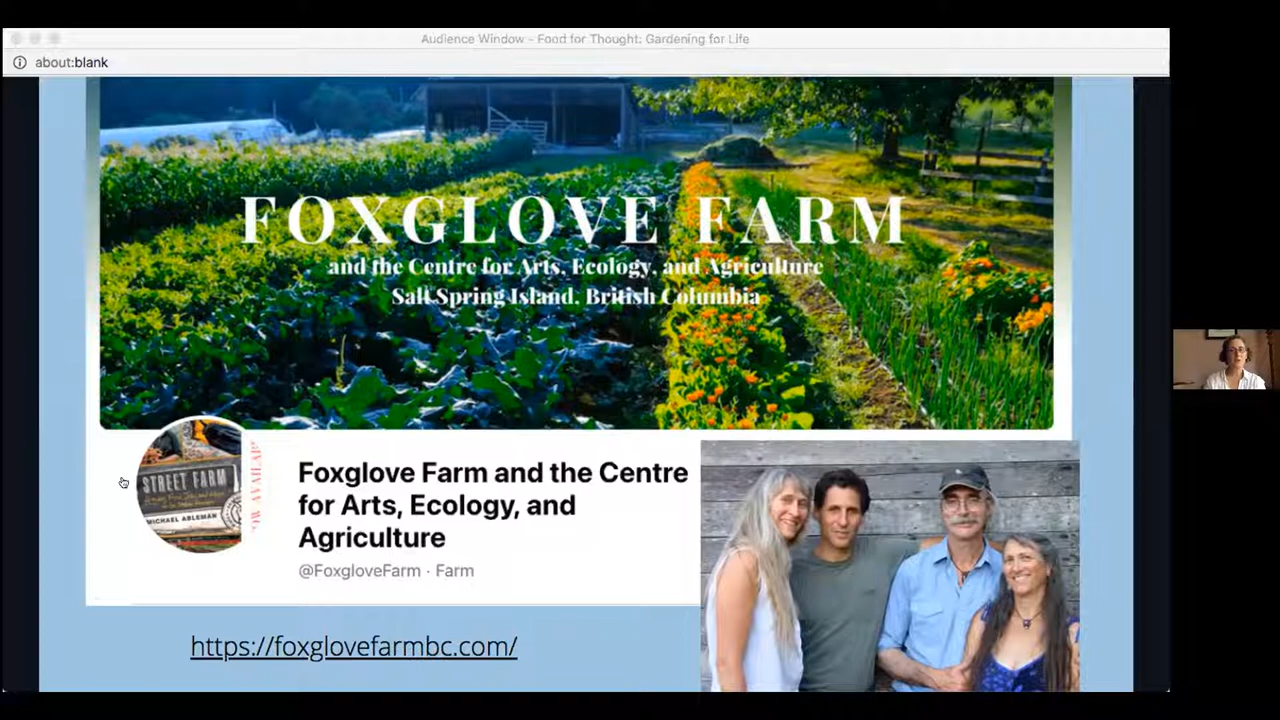 Audience Window - Food for Thought: Gardening for Life
about:blank
FOXGLOVE FARM
and the Centre for Arts, Ecology, and Agriculture
Salt Spring Island, British Columbia
STREET FARM
MICHAEL ABLEMAN
Foxglove Farm and the Centre
for Arts, Ecology, and
Agriculture
@FoxgloveFarm · Farm
https://foxglovefarmbc.com/